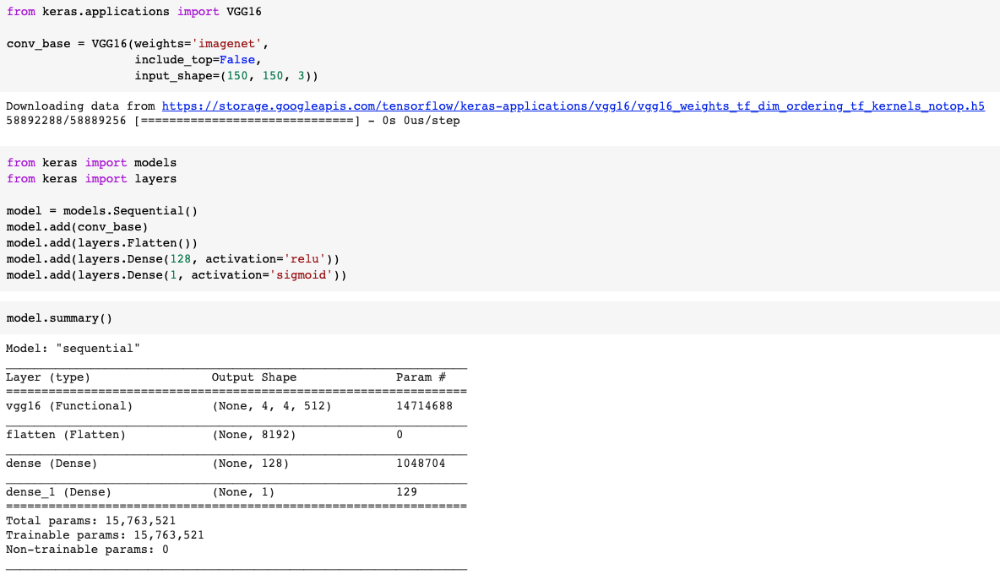 from keras.applications import VGG16
conv_base = VGG16(weights='imagenet',
                  include_top=False,
                  input_shape=(150, 150, 3))
Downloading data from https://storage.googleapis.com/tensorflow/keras-applications/vgg16/vgg16_weights_tf_dim_ordering_tf_kernels_notop.h5
58892288/58889256 [==============================] - 0s 0us/step
from keras import models
from keras import layers
model = models.Sequential()
model.add(conv_base)
model.add(layers.Flatten())
model.add(layers.Dense(128, activation='relu'))
model.add(layers.Dense(1, activation='sigmoid'))
model.summary()
Model: "sequential"
_________________________________________________________________
Layer (type)                 Output Shape              Param #
=================================================================
vgg16 (Functional)           (None, 4, 4, 512)         14714688
_________________________________________________________________
flatten (Flatten)            (None, 8192)              0
_________________________________________________________________
dense (Dense)                (None, 128)               1048704
_________________________________________________________________
dense_1 (Dense)              (None, 1)                 129
=================================================================
Total params: 15,763,521
Trainable params: 15,763,521
Non-trainable params: 0
_________________________________________________________________